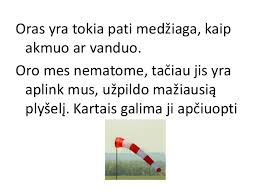 Oras yra tokia pati medžiaga, kaip
akmuo ar vanduo.
Oro mes nematome, tačiau jis yra
aplink mus, užpildo mažiausią
plyšelį. Kartais galima ji apčiuopti